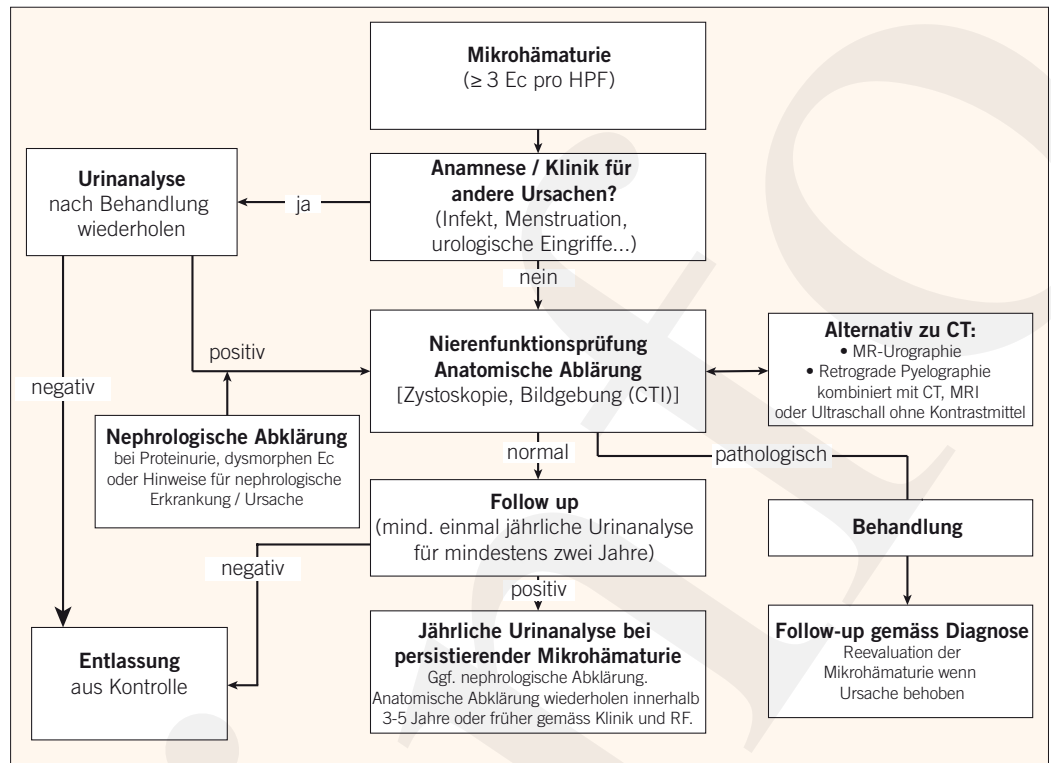 Mikrohämaturie
(≥ 3 Ec pro HPF)
Anamnese / Klinik für
andere Ursachen?
(Infekt, Menstruation,
urologische Eingriffe...)
ja
Urinanalyse
nach Behandlung
wiederholen
nein
positiv
negativ
Nierenfunktionsprüfung
Anatomische Ablärung
[Zystoskopie, Bildgebung (CTI)]
Alternativ zu CT:
• MR-Urographie
• Retrograde Pyelographie
kombiniert mit CT, MRI
oder Ultraschall ohne Kontrastmittel
Nephrologische Abklärung
bei Proteinurie, dysmorphen Ec
oder Hinweise für nephrologische
Erkrankung / Ursache
normal
pathologisch
Follow up
(mind. einmal jährliche Urinanalyse
für mindestens zwei Jahre)
Behandlung
negativ
positiv
Entlassung
aus Kontrolle
Jährliche Urinanalyse bei
persistierender Mikrohämaturie
Ggf. nephrologische Abklärung.
Anatomische Abklärung wiederholen innerhalb
3-5 Jahre oder früher gemäss Klinik und RF.
Follow-up gemäss Diagnose
Reevaluation der
Mikrohämaturie wenn
Ursache behoben